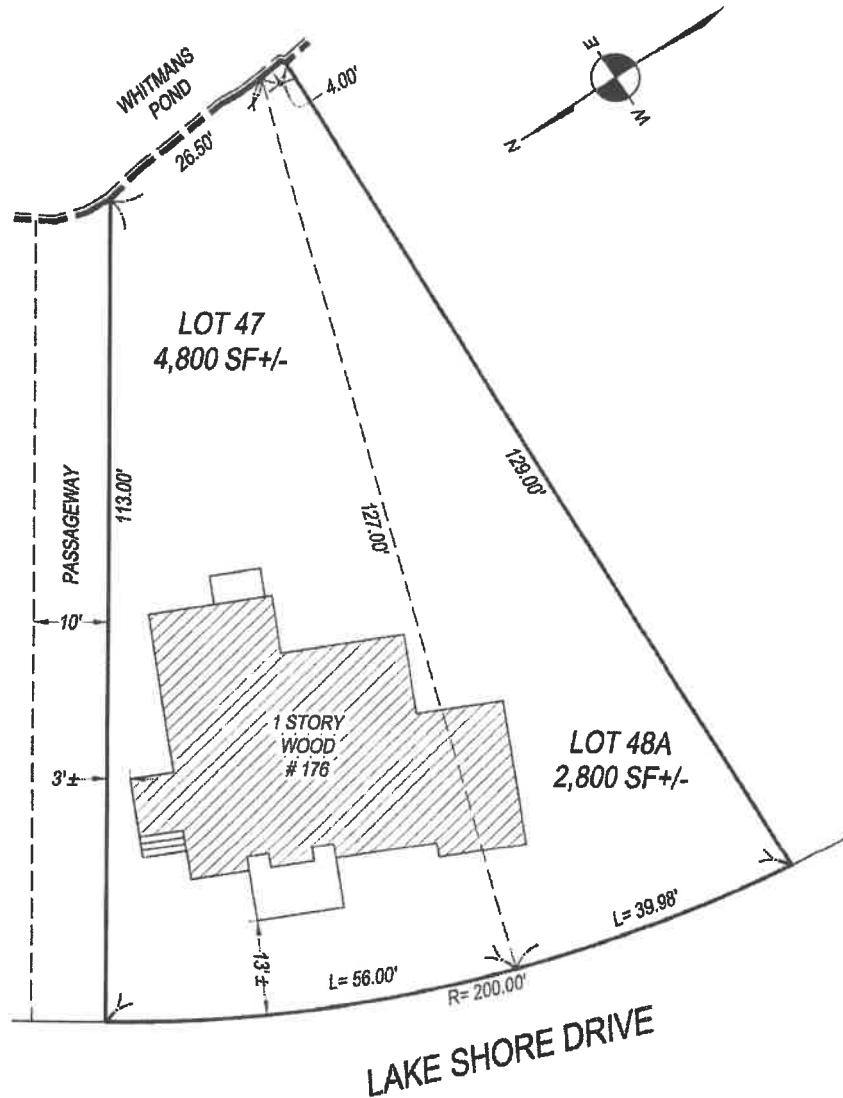 WHITMANS
POND
4.00'
26.50'
E
W
N
LOT 47
4,800 SF+/-
PASSAGEWAY
113.00'
129.00'
127.00'
10'
1 STORY
WOOD
# 176
LOT 48A
2,800 SF+/-
3'±
13'±
L= 56.00'
L= 39.98'
R= 200.00'
LAKE SHORE DRIVE